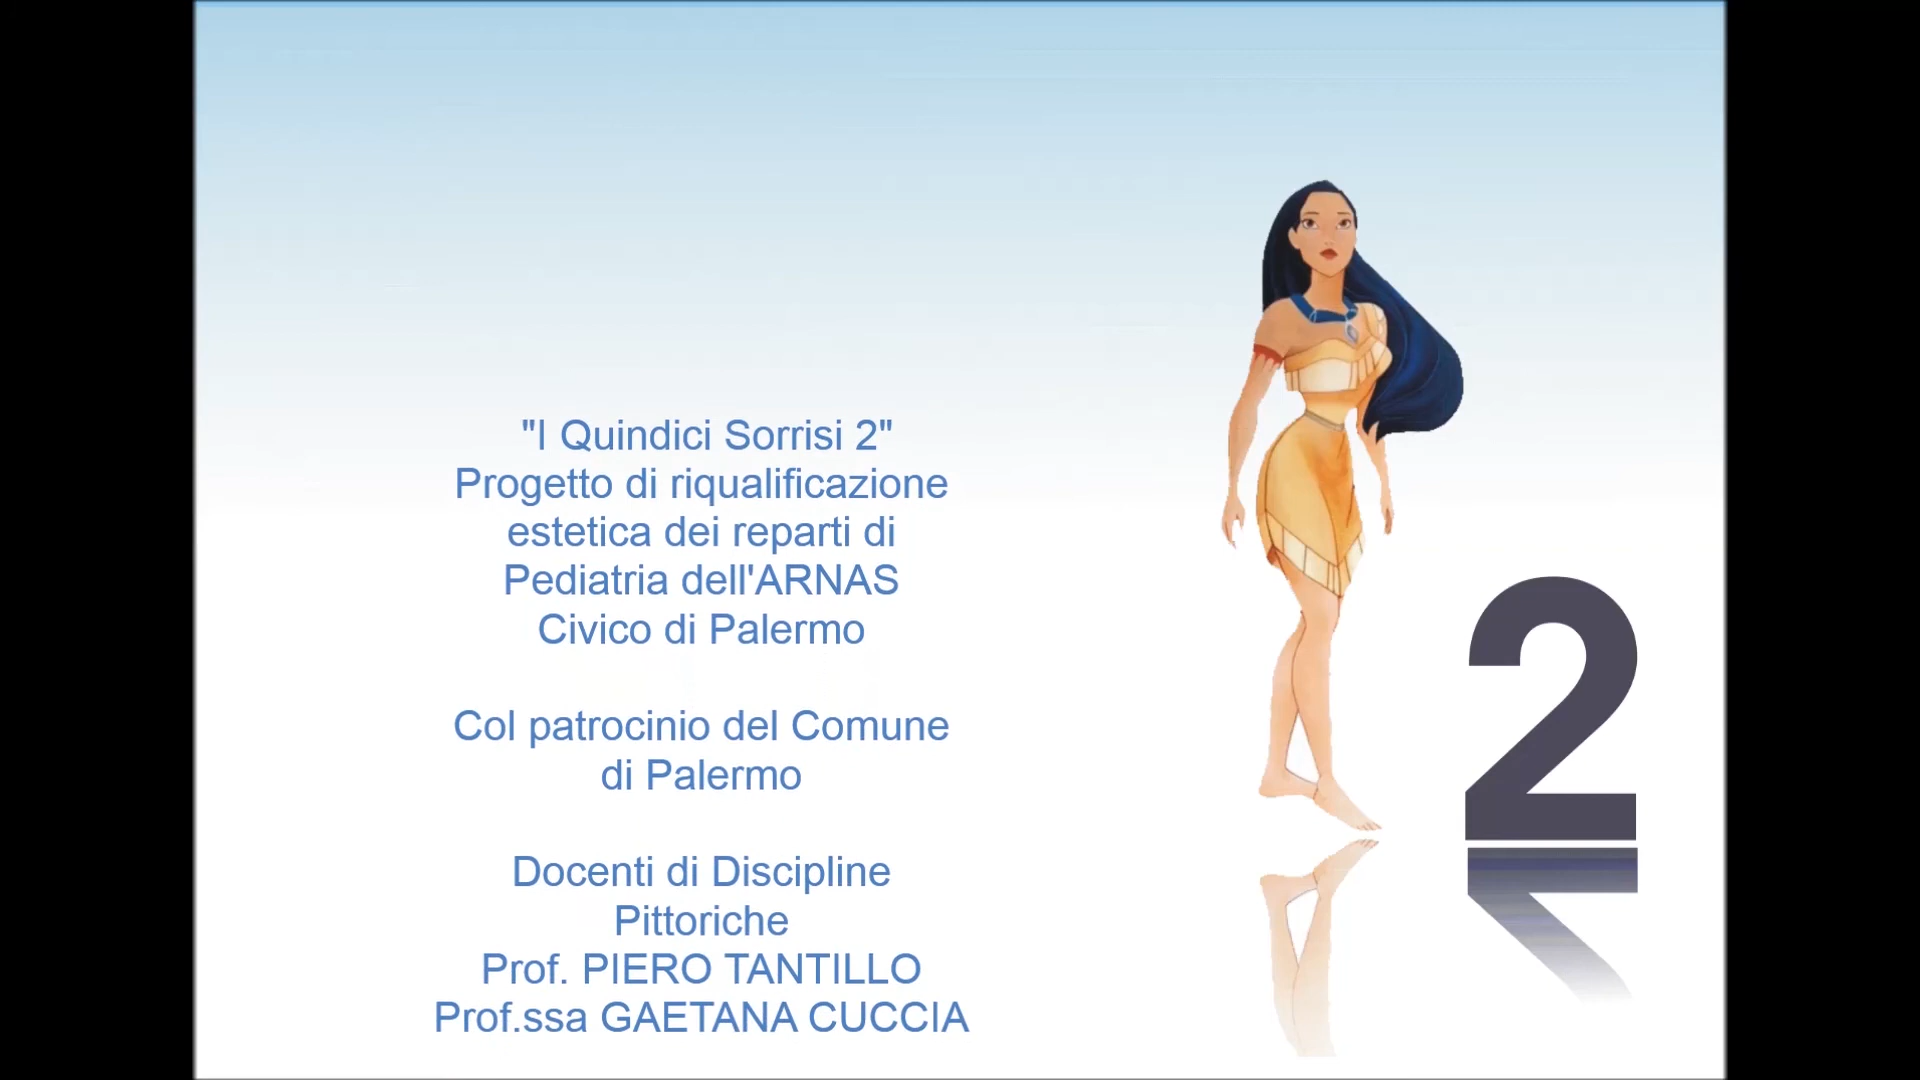 "I Quindici Sorrisi 2"
Progetto di riqualificazione
estetica dei reparti di
Pediatria dell'ARNAS
Civico di Palermo
Col patrocinio del Comune
di Palermo
Docenti di Discipline
Pittoriche
Prof. PIERO TANTILLO
Prof.ssa GAETANA CUCCIA
2